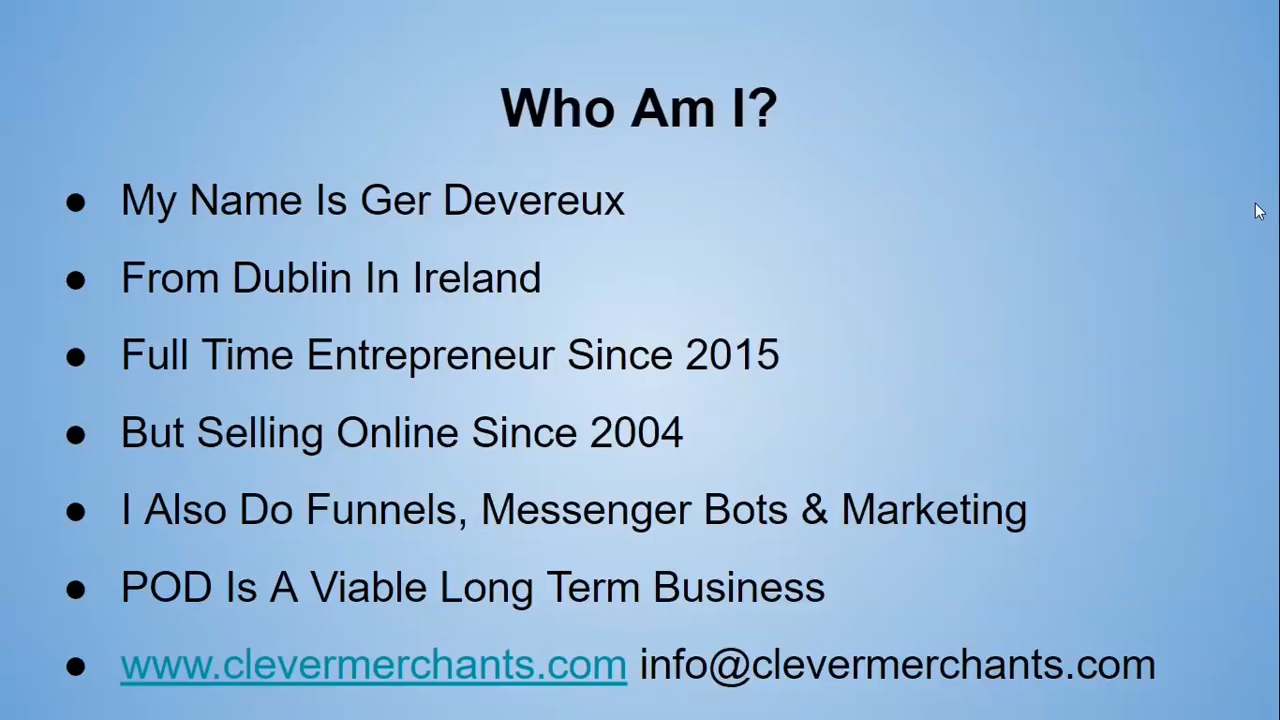 Who Am I?
● My Name Is Ger Devereux
● From Dublin In Ireland
● Full Time Entrepreneur Since 2015
● But Selling Online Since 2004
● I Also Do Funnels, Messenger Bots & Marketing
● POD Is A Viable Long Term Business
● www.clevermerchants.com info@clevermerchants.com